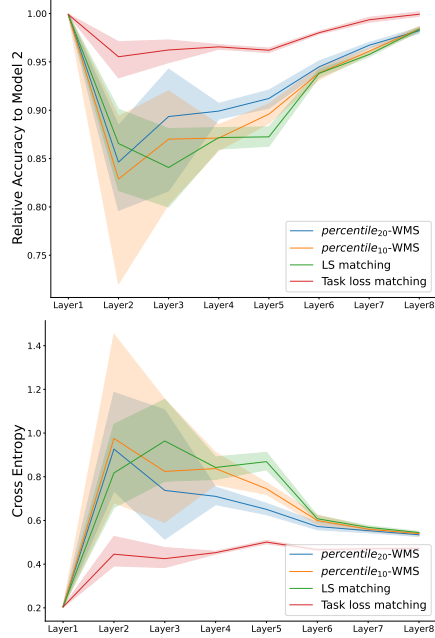 Relative Accuracy to Model 2
1.00
0.95
0.90
0.85
0.80
0.75
percentile20-WMS
percentile10-WMS
LS matching
Task loss matching
Layer1 Layer2 Layer3 Layer4 Layer5 Layer6 Layer7 Layer8
Cross Entropy
1.4
1.2
1.0
0.8
0.6
0.4
0.2
percentile20-WMS
percentile10-WMS
LS matching
Task loss matching
Layer1 Layer2 Layer3 Layer4 Layer5 Layer6 Layer7 Layer8